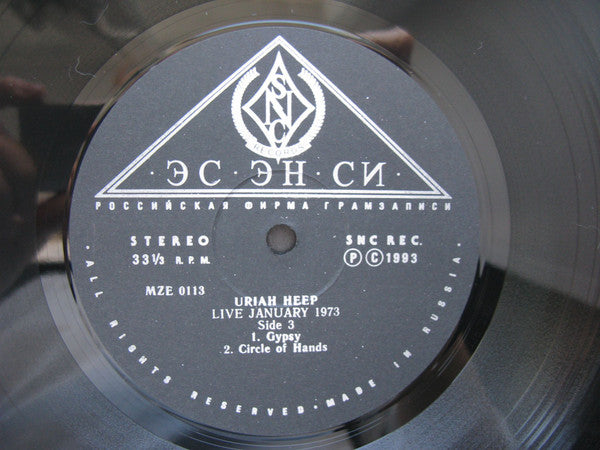 SNC
RECORDS
· ЭС · ЭН СИ ·
РОССИЙСКАЯ ФИРМА ГРАМЗАПИСИ
STEREO SNC REC.
33⅓ R.P.M. Ⓟ Ⓒ 1993
MZE 0113
URIAH HEEP
LIVE JANUARY 1973
Side 3
1. Gypsy
2. Circle of Hands
· ALL RIGHTS RESERVED · MADE IN RUSSIA ·